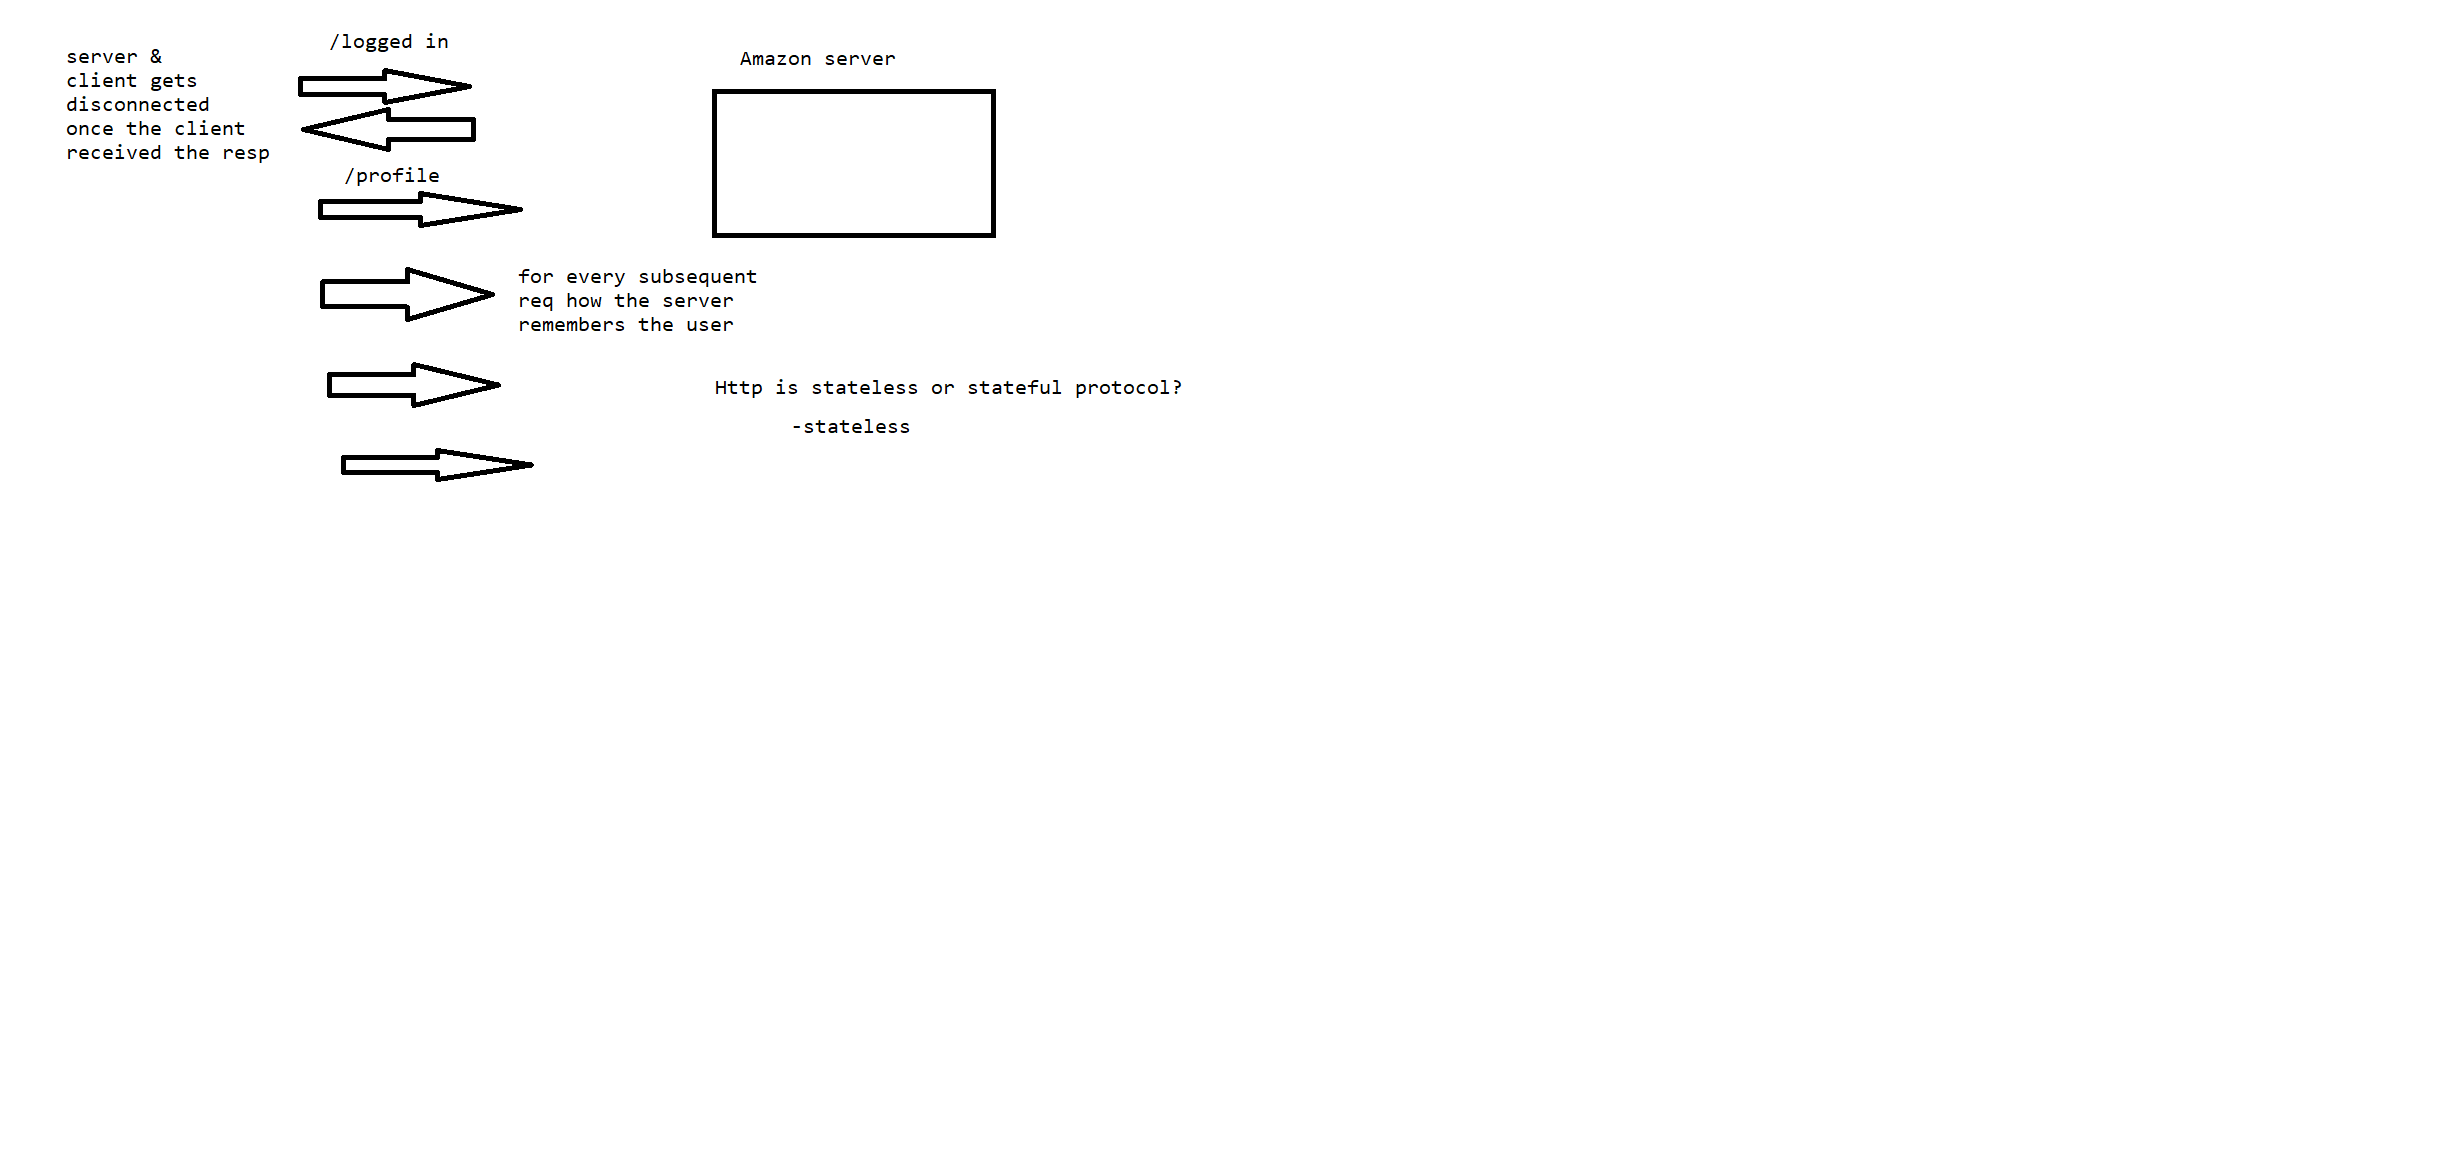 /logged in
server &
client gets
disconnected
once the client
received the resp
Amazon server
/profile
for every subsequent
req how the server
remembers the user
Http is stateless or stateful protocol?
-stateless